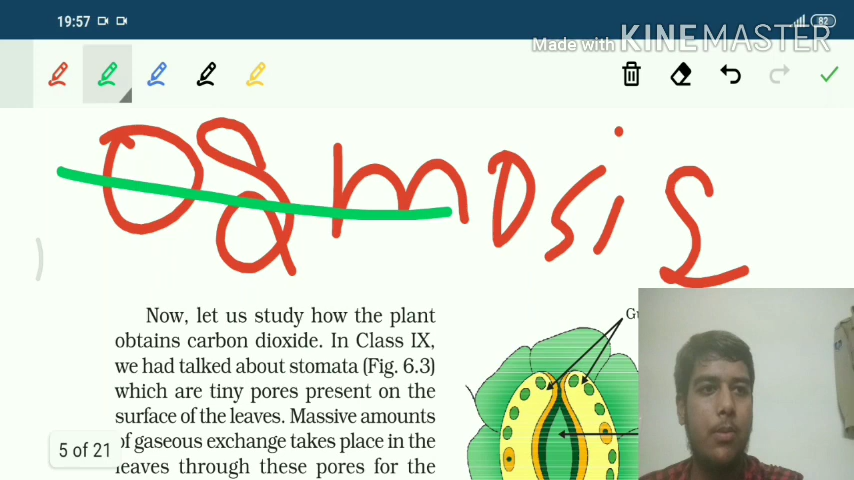 19:57
82
Made with KINEMASTER
Osmosis
Now, let us study how the plant
obtains carbon dioxide. In Class IX,
we had talked about stomata (Fig. 6.3)
which are tiny pores present on the
surface of the leaves. Massive amounts
of gaseous exchange takes place in the
leaves through these pores for the
5 of 21